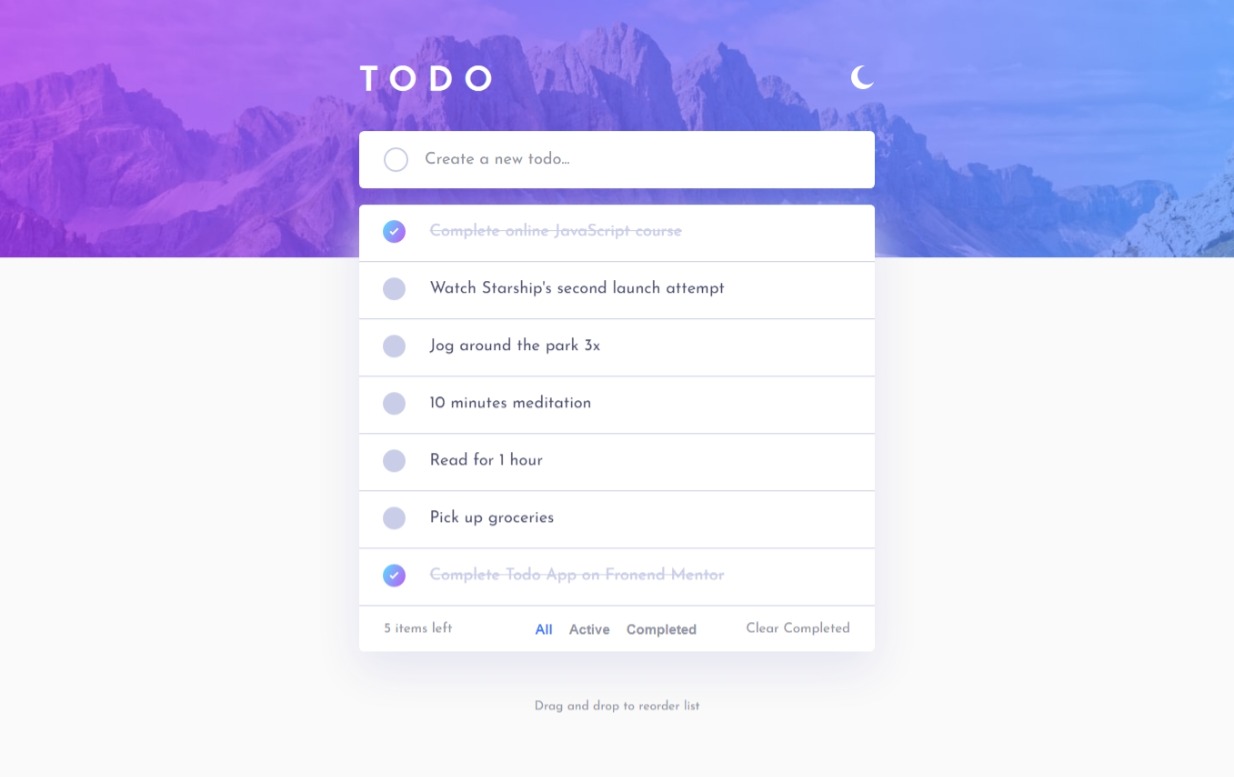 TODO
Create a new todo...
Complete online JavaScript course
Watch Starship's second launch attempt
Jog around the park 3x
10 minutes meditation
Read for 1 hour
Pick up groceries
Complete Todo App on Fronend Mentor
5 items left All Active Completed Clear Completed
Drag and drop to reorder list